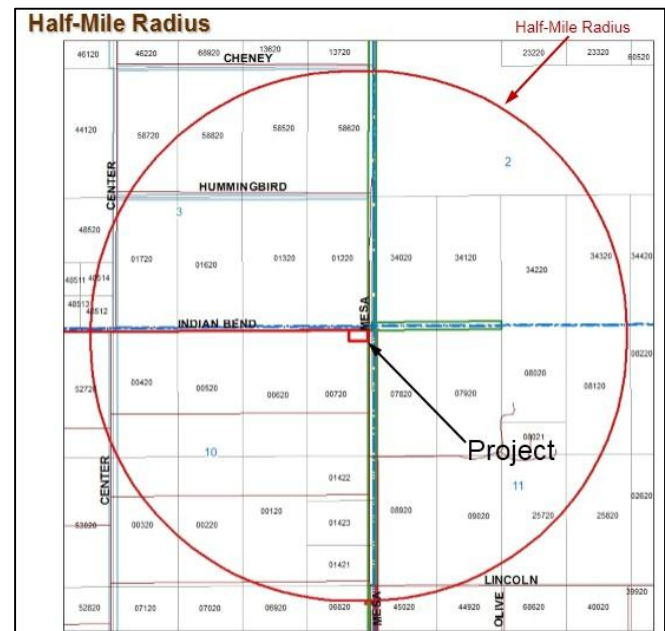 Half-Mile Radius
Half-Mile Radius
46120 46220 68920 13620 13720 23220 23320 60520
CHENEY
44120 58720 58820 58520 58620 2
CENTER
HUMMINGBIRD
3
48520
01720 01620 01320 01220 34020 34120 34220 34320 34420
48511 48514
48513 48512
MESA
INDIAN BEND
08220
52720 00420 00520 00620 00720 07820 07920 08020 08120
08021
Project
10 11
01422
CENTER
53020 00320 00220 00120 01423 08920 09020 25720 25820 02620
01421
LINCOLN
39920
52820 07120 07020 06920 06820 MESA 45020 44920 OLIVE 68620 40020